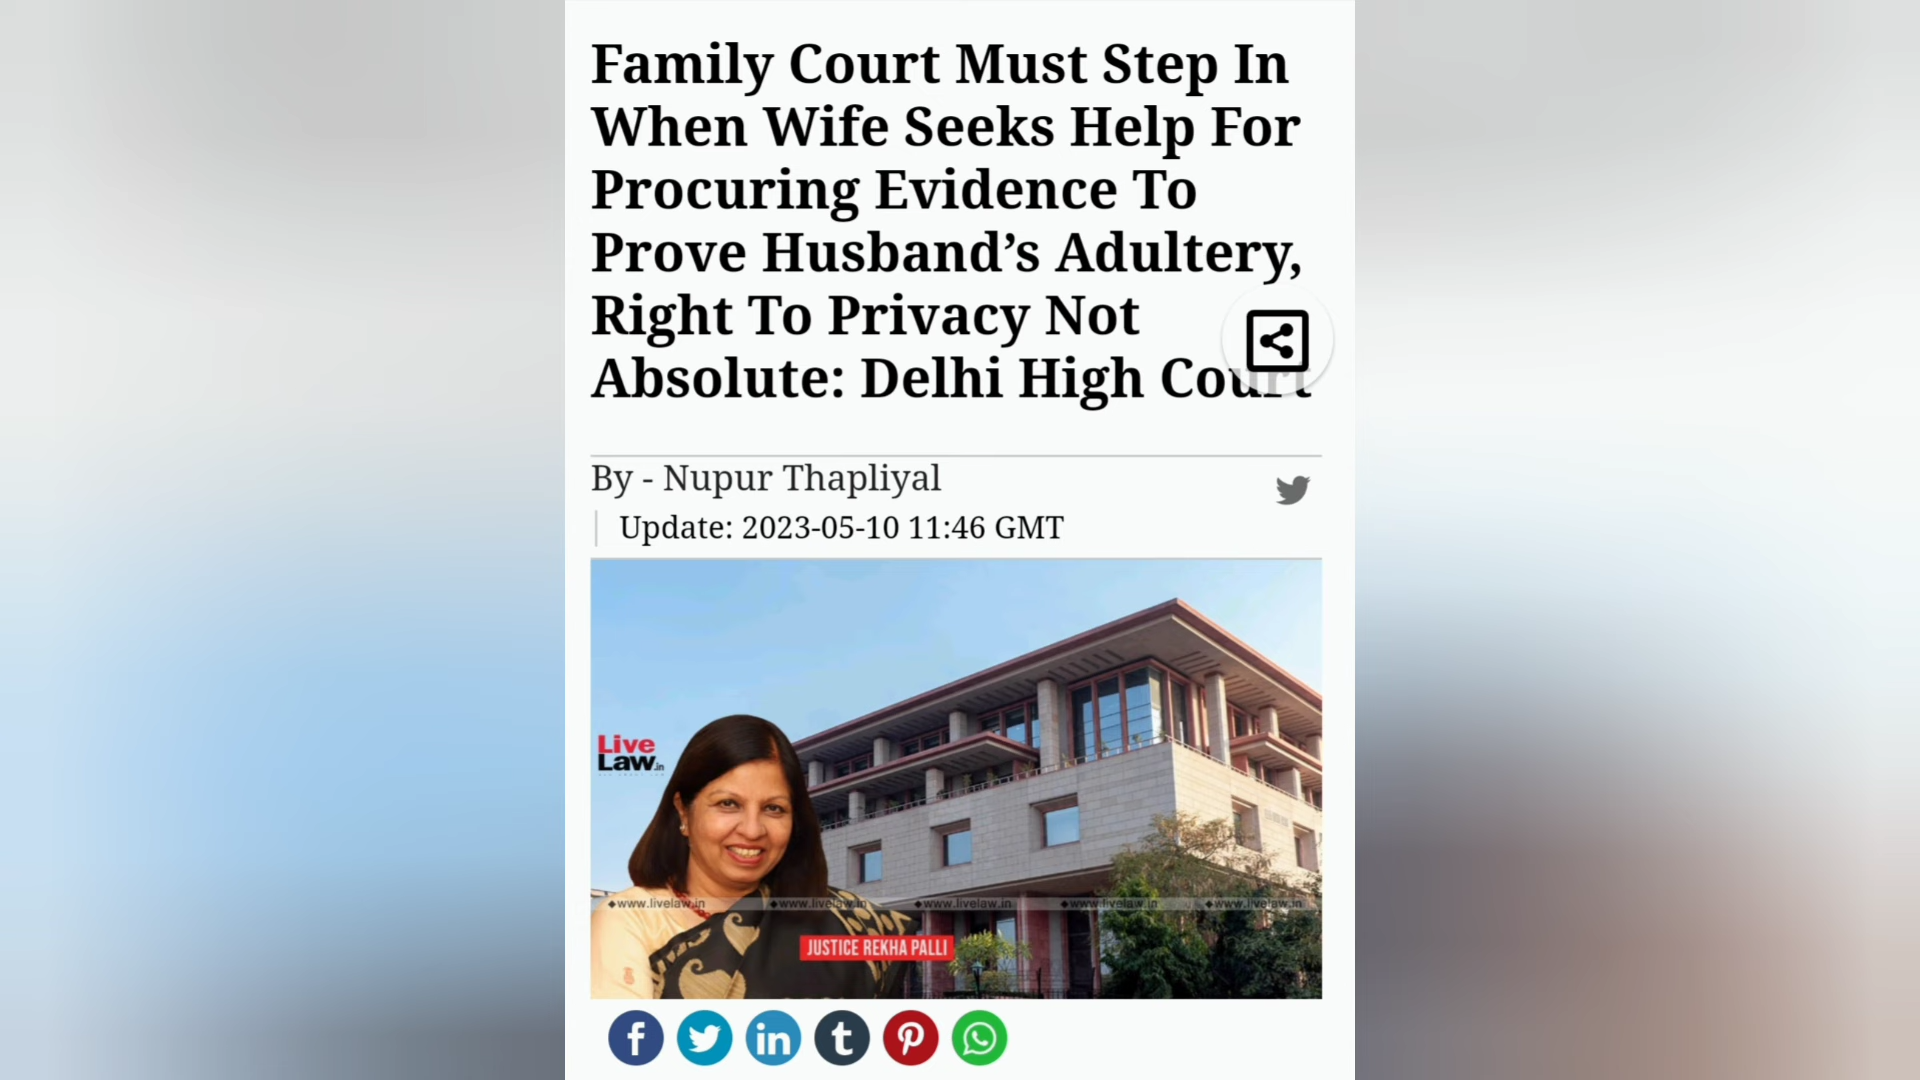 Family Court Must Step In
When Wife Seeks Help For
Procuring Evidence To
Prove Husband’s Adultery,
Right To Privacy Not
Absolute: Delhi High Court
By - Nupur Thapliyal
Update: 2023-05-10 11:46 GMT
Live
Law.in
◆www.livelaw.in ◆www.livelaw.in ◆www.livelaw.in ◆www.livelaw.in ◆www.livelaw.in
JUSTICE REKHA PALLI